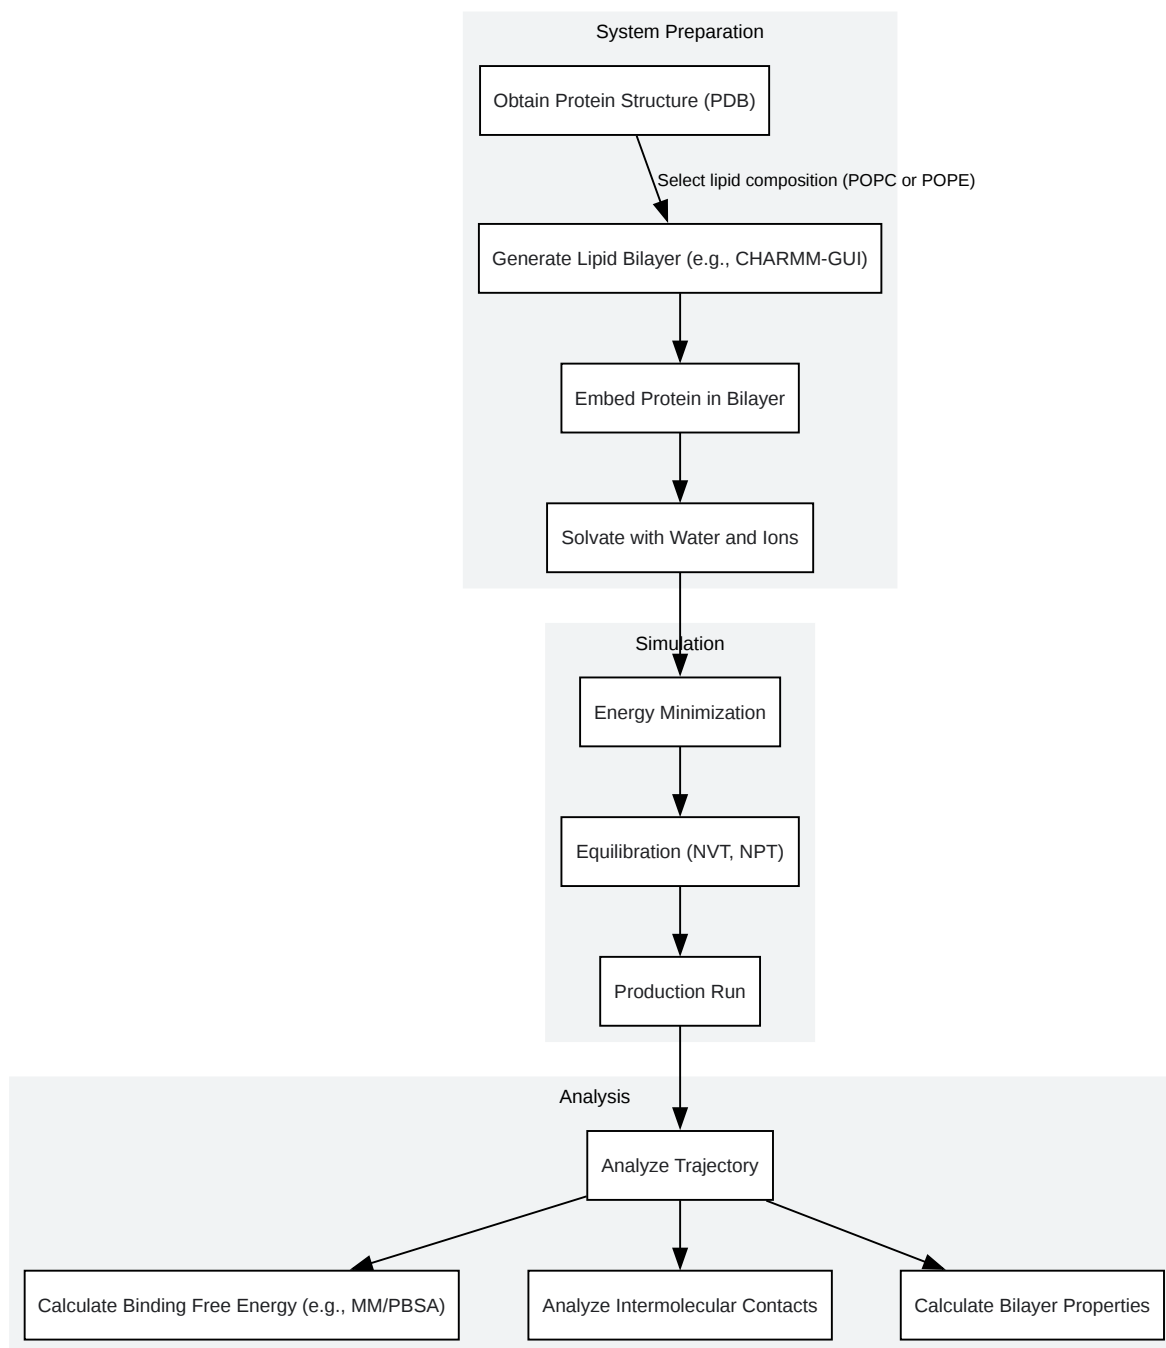 System Preparation
Obtain Protein Structure (PDB)
Select lipid composition (POPC or POPE)
Generate Lipid Bilayer (e.g., CHARMM-GUI)
Embed Protein in Bilayer
Solvate with Water and Ions
Simulation
Energy Minimization
Equilibration (NVT, NPT)
Production Run
Analysis
Analyze Trajectory
Calculate Binding Free Energy (e.g., MM/PBSA)
Analyze Intermolecular Contacts
Calculate Bilayer Properties